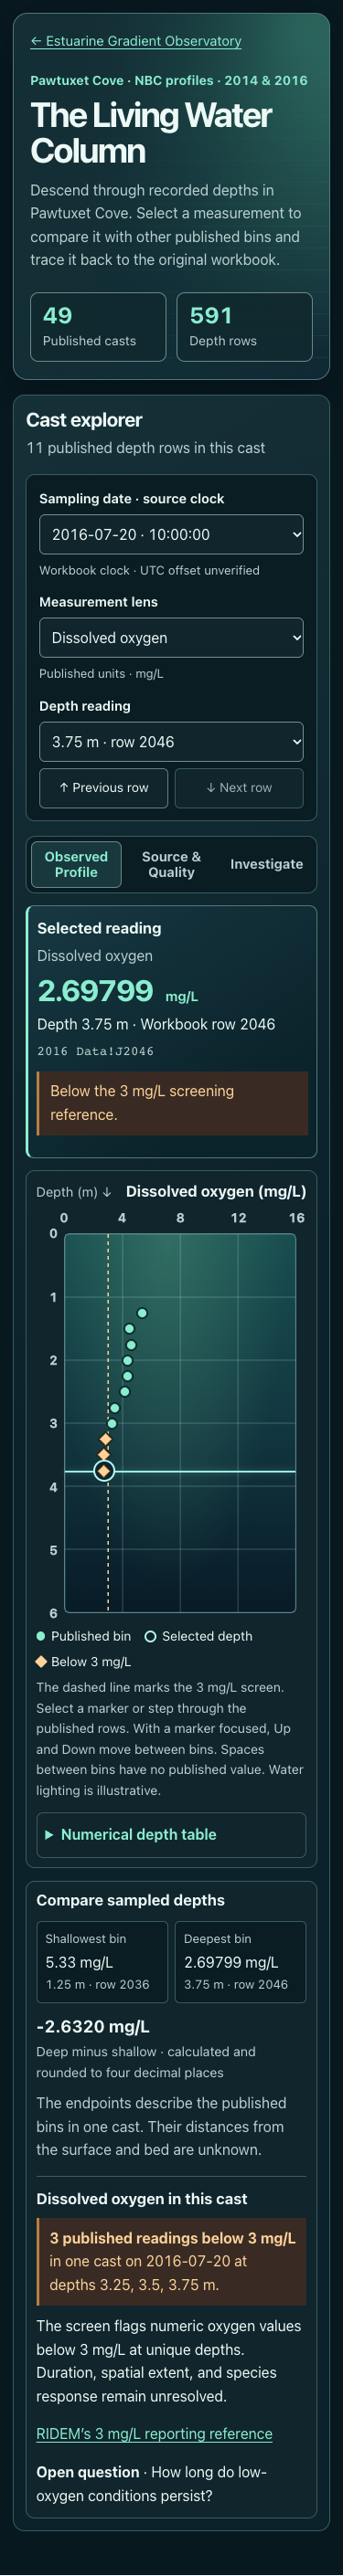 ← Estuarine Gradient Observatory
Pawtuxet Cove · NBC profiles · 2014 & 2016
The Living Water
Column
Descend through recorded depths in
Pawtuxet Cove. Select a measurement to
compare it with other published bins and
trace it back to the original workbook.
49
Published casts
591
Depth rows
Cast explorer
11 published depth rows in this cast
Sampling date · source clock
2016-07-20 · 10:00:00
Workbook clock · UTC offset unverified
Measurement lens
Dissolved oxygen
Published units · mg/L
Depth reading
3.75 m · row 2046
↑ Previous row
↓ Next row
Observed
Profile
Source &
Quality
Investigate
Selected reading
Dissolved oxygen
2.69799 mg/L
Depth 3.75 m · Workbook row 2046
2016 Data!J2046
Below the 3 mg/L screening
reference.
Depth (m) ↓ Dissolved oxygen (mg/L)
0 4 8 12 16
0
1
2
3
4
5
6
Published bin
Selected depth
Below 3 mg/L
The dashed line marks the 3 mg/L screen.
Select a marker or step through the
published rows. With a marker focused, Up
and Down move between bins. Spaces
between bins have no published value. Water
lighting is illustrative.
▶ Numerical depth table
Compare sampled depths
Shallowest bin
5.33 mg/L
1.25 m · row 2036
Deepest bin
2.69799 mg/L
3.75 m · row 2046
-2.6320 mg/L
Deep minus shallow · calculated and
rounded to four decimal places
The endpoints describe the published
bins in one cast. Their distances from
the surface and bed are unknown.
Dissolved oxygen in this cast
3 published readings below 3 mg/L
in one cast on 2016-07-20 at
depths 3.25, 3.5, 3.75 m.
The screen flags numeric oxygen values
below 3 mg/L at unique depths.
Duration, spatial extent, and species
response remain unresolved.
RIDEM’s 3 mg/L reporting reference
Open question · How long do low-
oxygen conditions persist?